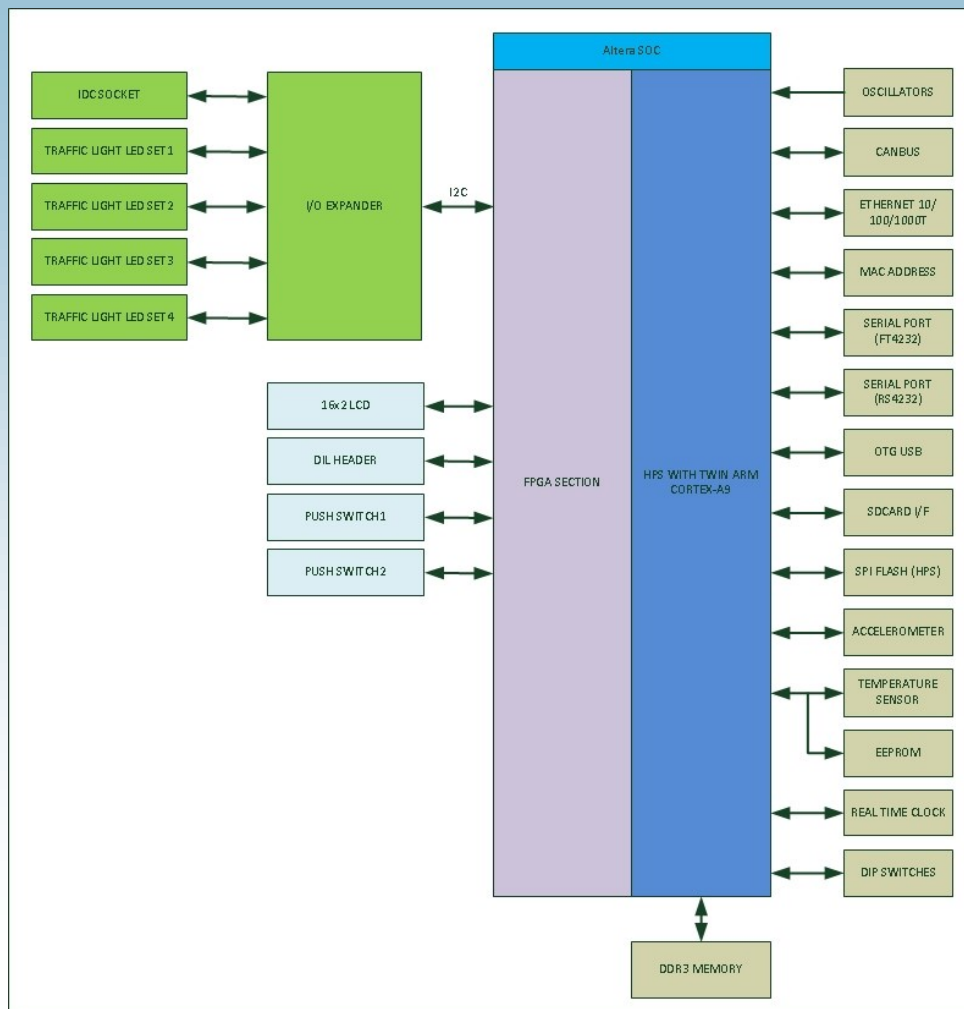 Altera SOC
IDC SOCKET
TRAFFIC LIGHT LED SET 1
TRAFFIC LIGHT LED SET 2
TRAFFIC LIGHT LED SET 3
TRAFFIC LIGHT LED SET 4
I/O EXPANDER
I2C
16x2 LCD
DIL HEADER
PUSH SWITCH1
PUSH SWITCH2
FPGA SECTION
HPS WITH TWIN ARM
CORTEX-A9
OSCILLATORS
CANBUS
ETHERNET 10/
100/1000T
MAC ADDRESS
SERIAL PORT
(FT4232)
SERIAL PORT
(RS4232)
OTG USB
SDCARD I/F
SPI FLASH (HPS)
ACCELEROMETER
TEMPERATURE
SENSOR
EEPROM
REAL TIME CLOCK
DIP SWITCHES
DDR3 MEMORY